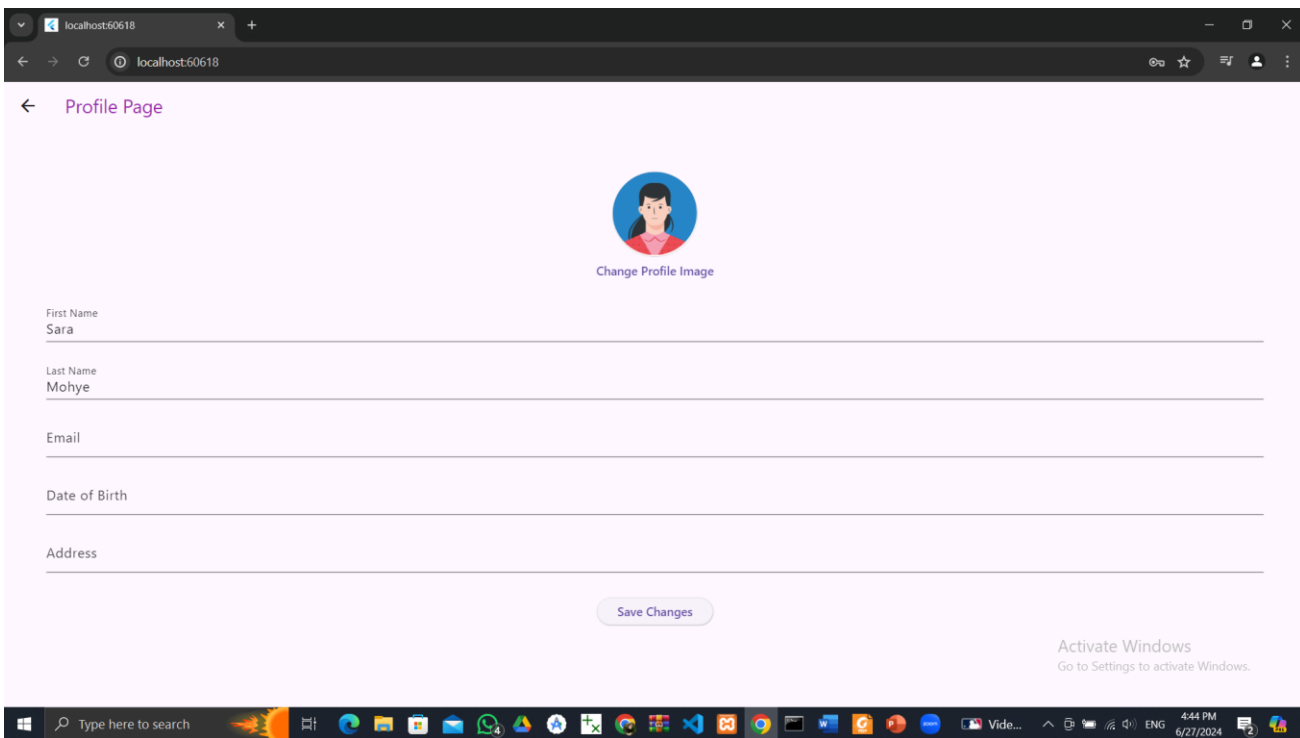 localhost:60618
localhost:60618
Profile Page
Change Profile Image
First Name
Sara
Last Name
Mohye
Email
Date of Birth
Address
Save Changes
Activate Windows
Go to Settings to activate Windows.
Type here to search
4
Vide...
ENG
4:44 PM
6/27/2024
2